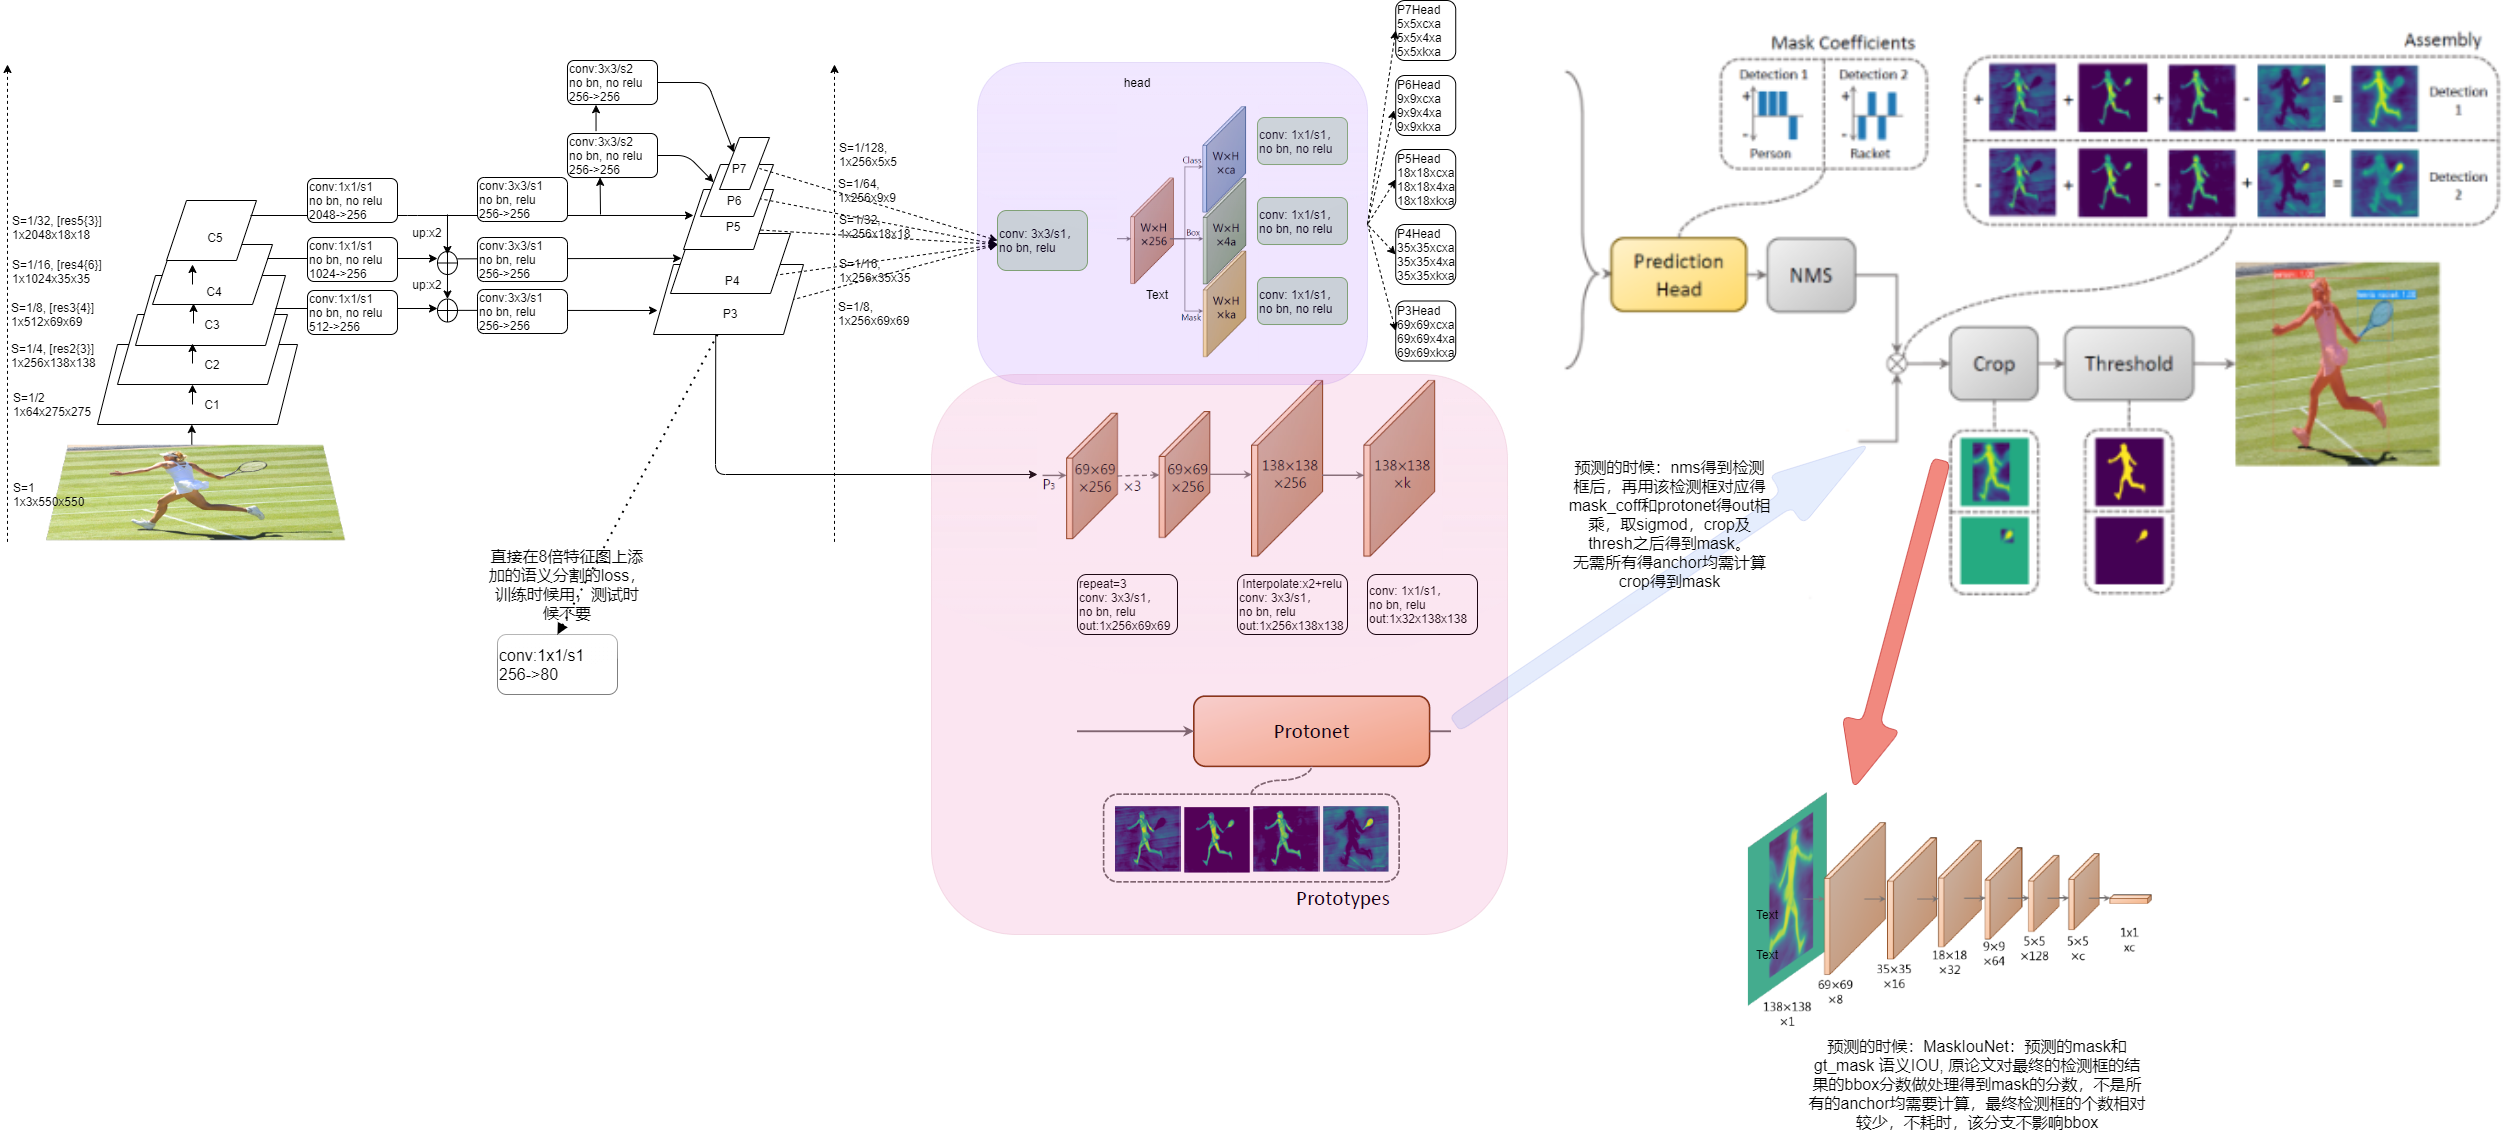 S=1/32, [res5{3}]
1x2048x18x18
S=1/16, [res4{6}]
1x1024x35x35
S=1/8, [res3{4}]
1x512x69x69
S=1/4, [res2{3}]
1x256x138x138
S=1/2
1x64x275x275
S=1
1x3x550x550
C5
C4
C3
C2
C1
conv:1x1/s1
no bn, no relu
2048->256
conv:1x1/s1
no bn, no relu
1024->256
conv:1x1/s1
no bn, no relu
512->256
up:x2
up:x2
conv:3x3/s2
no bn, no relu
256->256
conv:3x3/s2
no bn, no relu
256->256
conv:3x3/s1
no bn, relu
256->256
conv:3x3/s1
no bn, relu
256->256
conv:3x3/s1
no bn, relu
256->256
P7
P6
P5
P4
P3
S=1/128,
1x256x5x5
S=1/64,
1x256x9x9
S=1/32,
1x256x18x18
S=1/16,
1x256x35x35
S=1/8,
1x256x69x69
直接在8倍特征图上添
加的语义分割的loss，
训练时候用，测试时
候不要
conv:1x1/s1
256->80
head
conv: 3x3/s1,
no bn, relu
W×H
×256
Text
Class
Box
Mask
W×H
×ca
W×H
×4a
W×H
×ka
conv: 1x1/s1,
no bn, no relu
conv: 1x1/s1,
no bn, no relu
conv: 1x1/s1,
no bn, no relu
P7Head
5x5xcxa
5x5x4xa
5x5xkxa
P6Head
9x9xcxa
9x9x4xa
9x9xkxa
P5Head
18x18xcxa
18x18x4xa
18x18xkxa
P4Head
35x35xcxa
35x35x4xa
35x35xkxa
P3Head
69x69xcxa
69x69x4xa
69x69xkxa
P3
69×69
×256
×3
69×69
×256
138×138
×256
138×138
×k
repeat=3
conv: 3x3/s1,
no bn, relu
out:1x256x69x69
Interpolate:x2+relu
conv: 3x3/s1,
no bn, relu
out:1x256x138x138
conv: 1x1/s1,
no bn, relu
out:1x32x138x138
Protonet
Prototypes
Mask Coefficients
Detection 1
Detection 2
+
-
+
-
Person
Racket
Assembly
+ + + - = Detection
1
- + - + = Detection
2
Prediction
Head
NMS
Crop
Threshold
预测的时候：nms得到检测
框后，再用该检测框对应得
mask_coff和protonet得out相
乘，取sigmod，crop及
thresh之后得到mask。
无需所有得anchor均需计算
crop得到mask
Text
Text
138×138
×1
69×69
×8
35×35
×16
18×18
×32
9×9
×64
5×5
×128
5×5
×c
1x1
xc
预测的时候：MaskIouNet：预测的mask和
gt_mask 语义IOU, 原论文对最终的检测框的结
果的bbox分数做处理得到mask的分数，不是所
有的anchor均需要计算，最终检测框的个数相对
较少，不耗时，该分支不影响bbox